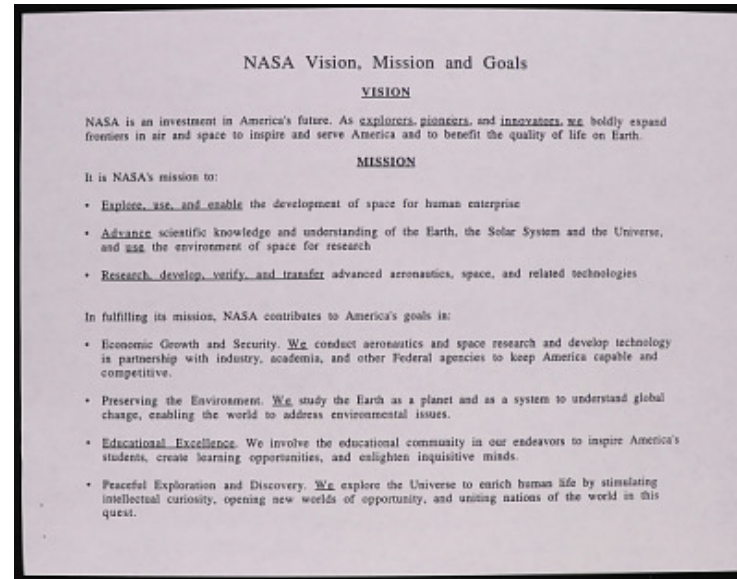 NASA Vision, Mission and Goals
VISION
NASA is an investment in America's future. As explorers, pioneers, and innovators, we boldly expand
frontiers in air and space to inspire and serve America and to benefit the quality of life on Earth.
MISSION
It is NASA's mission to:
• Explore, use, and enable the development of space for human enterprise
• Advance scientific knowledge and understanding of the Earth, the Solar System and the Universe,
and use the environment of space for research
• Research, develop, verify, and transfer advanced aeronautics, space, and related technologies
In fulfilling its mission, NASA contributes to America's goals in:
• Economic Growth and Security. We conduct aeronautics and space research and develop technology
in partnership with industry, academia, and other Federal agencies to keep America capable and
competitive.
• Preserving the Environment. We study the Earth as a planet and as a system to understand global
change, enabling the world to address environmental issues.
• Educational Excellence. We involve the educational community in our endeavors to inspire America's
students, create learning opportunities, and enlighten inquisitive minds.
• Peaceful Exploration and Discovery. We explore the Universe to enrich human life by stimulating
intellectual curiosity, opening new worlds of opportunity, and uniting nations of the world in this
quest.